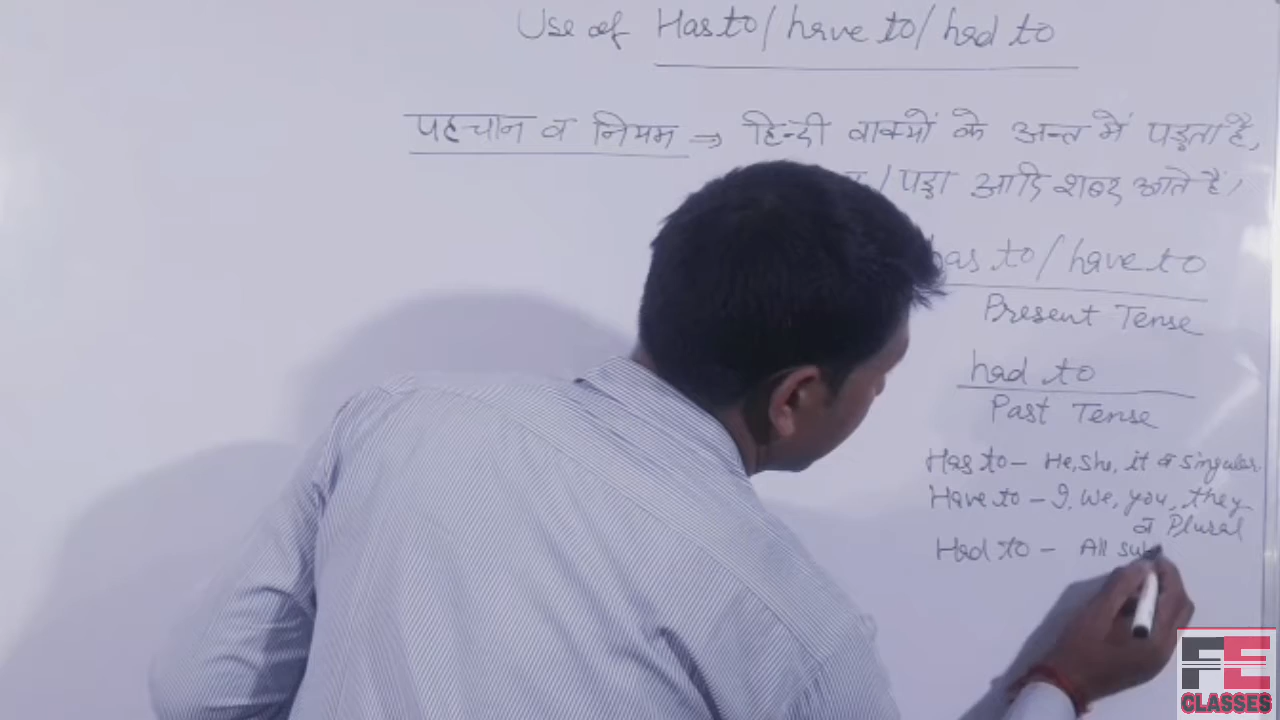 Use of Has to / have to / had to
पहचान व नियम ⇒ हिन्दी वाक्यों के अन्त में पड़ता है,
/ पड़ा आदि शब्द आते हैं।
has to / have to
Present Tense
had to
Past Tense
Has to – He, she, it व singular
Have to – I, we, you, they
व Plural
Had to – All sub
FE
CLASSES